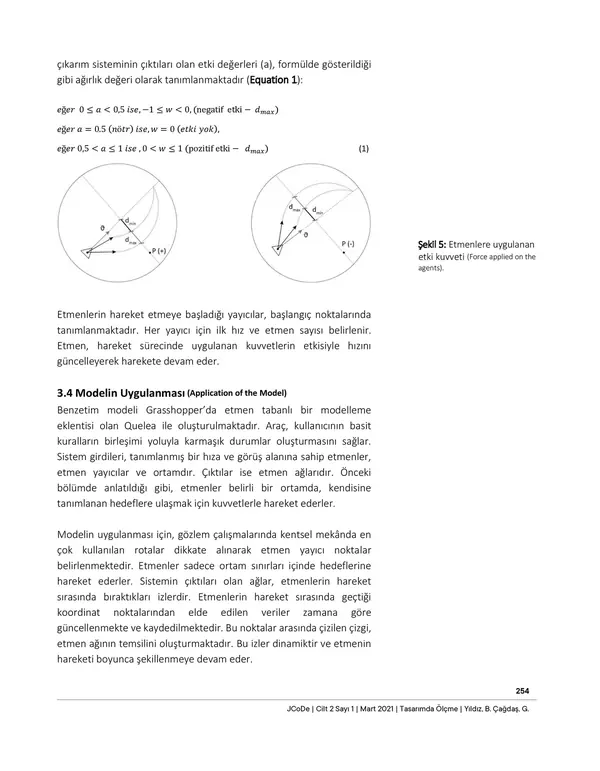 çıkarım sisteminin çıktıları olan etki değerleri (a), formülde gösterildiği
gibi ağırlık değeri olarak tanımlanmaktadır (Equation 1):
eğer 0 ≤ a < 0,5 ise, −1 ≤ w < 0, (negatif etki − d_max)
eğer a = 0.5 (nötr) ise, w = 0 (etki yok),
eğer 0,5 < a ≤ 1 ise , 0 < w ≤ 1 (pozitif etki − d_max) (1)
d_min
ϑ
d_max
P (+)
d_max
d_min
ϑ
P (-)
Şekil 5: Etmenlere uygulanan
etki kuvveti (Force applied on the
agents).
Etmenlerin hareket etmeye başladığı yayıcılar, başlangıç noktalarında
tanımlanmaktadır. Her yayıcı için ilk hız ve etmen sayısı belirlenir.
Etmen, hareket sürecinde uygulanan kuvvetlerin etkisiyle hızını
güncelleyerek harekete devam eder.
3.4 Modelin Uygulanması (Application of the Model)
Benzetim modeli Grasshopper’da etmen tabanlı bir modelleme
eklentisi olan Quelea ile oluşturulmaktadır. Araç, kullanıcının basit
kuralların birleşimi yoluyla karmaşık durumlar oluşturmasını sağlar.
Sistem girdileri, tanımlanmış bir hıza ve görüş alanına sahip etmenler,
etmen yayıcılar ve ortamdır. Çıktılar ise etmen ağlarıdır. Önceki
bölümde anlatıldığı gibi, etmenler belirli bir ortamda, kendisine
tanımlanan hedeflere ulaşmak için kuvvetlerle hareket ederler.
Modelin uygulanması için, gözlem çalışmalarında kentsel mekânda en
çok kullanılan rotalar dikkate alınarak etmen yayıcı noktalar
belirlenmektedir. Etmenler sadece ortam sınırları içinde hedeflerine
hareket ederler. Sistemin çıktıları olan ağlar, etmenlerin hareket
sırasında bıraktıkları izlerdir. Etmenlerin hareket sırasında geçtiği
koordinat noktalarından elde edilen veriler zamana göre
güncellenmekte ve kaydedilmektedir. Bu noktalar arasında çizilen çizgi,
etmen ağının temsilini oluşturmaktadır. Bu izler dinamiktir ve etmenin
hareketi boyunca şekillenmeye devam eder.
254
JCoDe | Cilt 2 Sayı 1 | Mart 2021 | Tasarımda Ölçme | Yıldız, B. Çağdaş, G.